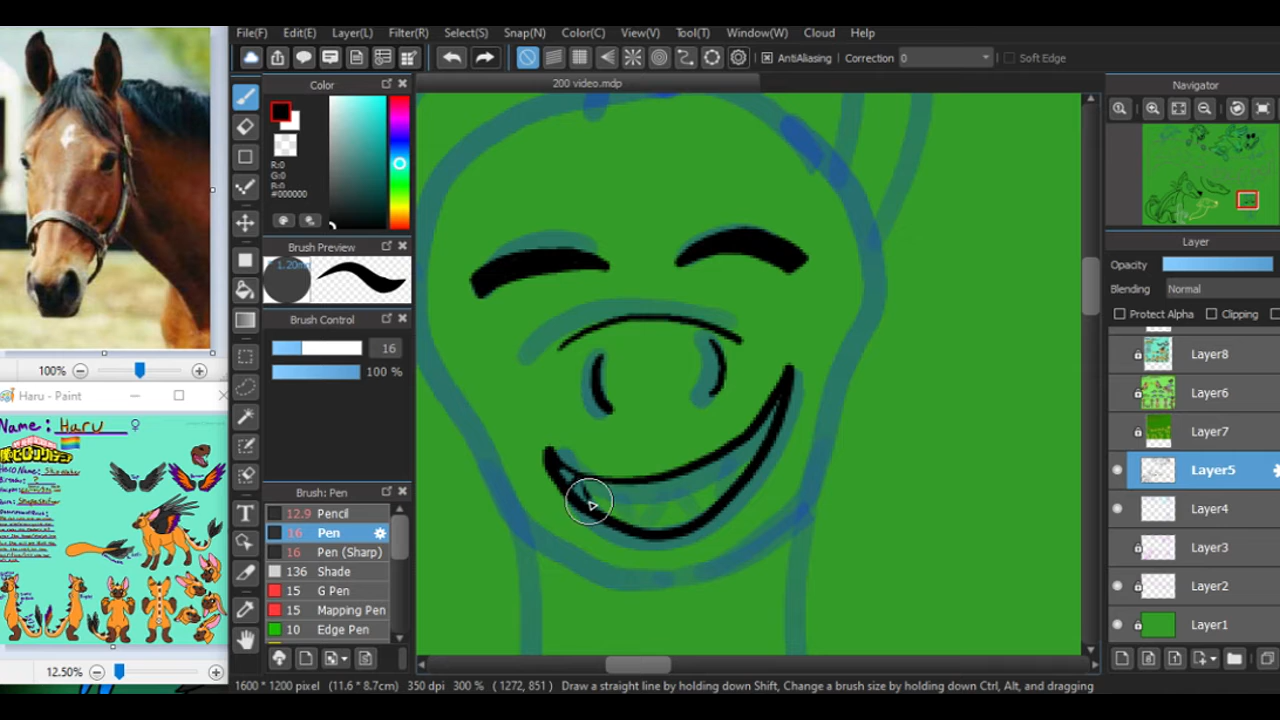 File(F) Edit(E) Layer(L) Filter(R) Select(S) Snap(N) Color(C) View(V) Tool(T) Window(W) Cloud Help
AntiAliasing Correction 0 Soft Edge
Color
200 video.mdp
Navigator
R:0
G:0
B:0
#000000
Brush Preview
1.20mm
Layer
Opacity
Blending Normal
Brush Control
Protect Alpha Clipping
16
100 %
Layer8
100%
Haru - Paint
Layer6
Name: Haru
Layer7
Layer5
Brush: Pen
12.9 Pencil
16 Pen
16 Pen (Sharp)
136 Shade
15 G Pen
15 Mapping Pen
10 Edge Pen
Layer4
Layer3
Layer2
Layer1
12.50%
1600 * 1200 pixel (11.6 * 8.7cm) 350 dpi 300 % ( 1272, 851 ) Draw a straight line by holding down Shift, Change a brush size by holding down Ctrl, Alt, and dragging